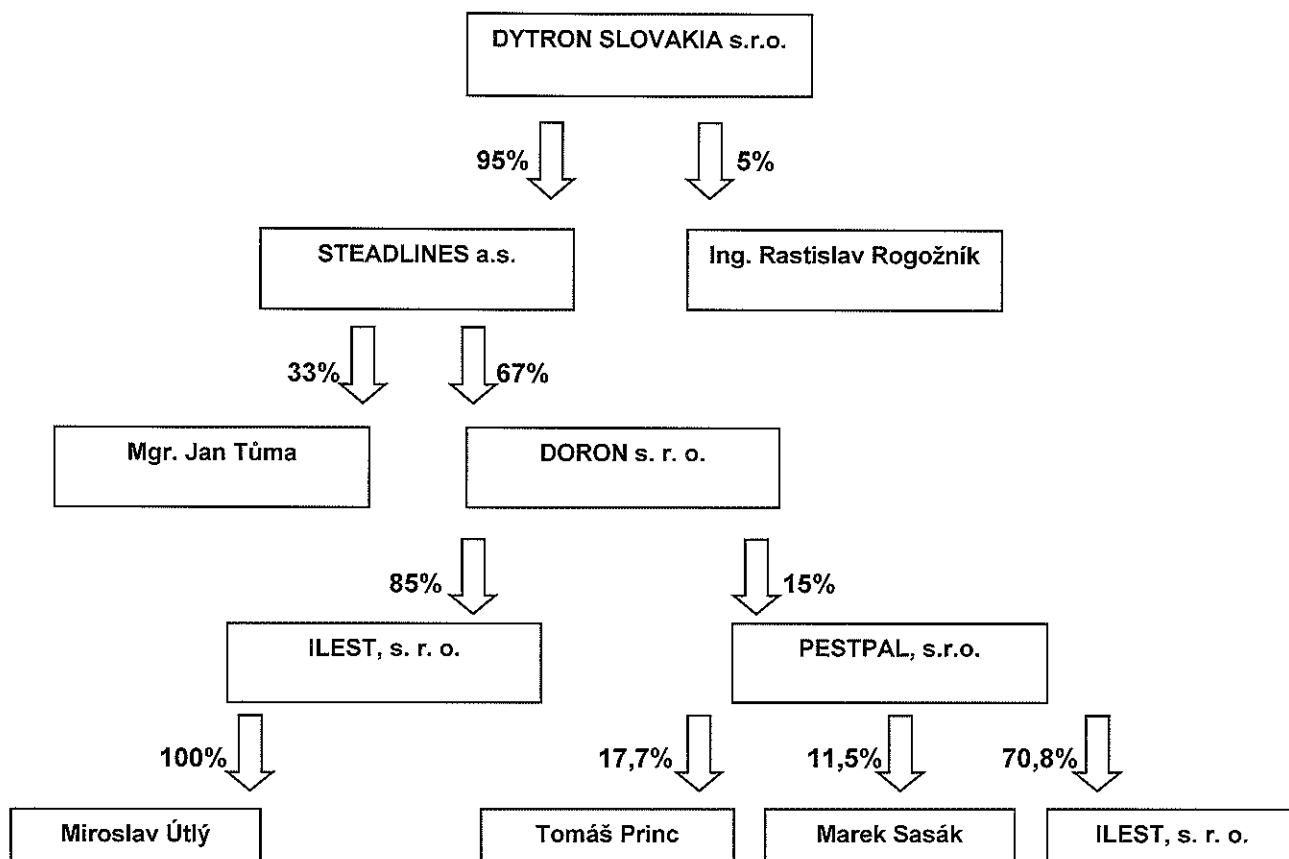 DYTRON SLOVAKIA s.r.o.
95%
5%
STEADLINES a.s.
Ing. Rastislav Rogožník
33%
67%
Mgr. Jan Tůma
DORON s. r. o.
85%
15%
ILEST, s. r. o.
PESTPAL, s.r.o.
100%
17,7%
11,5%
70,8%
Miroslav Útlý
Tomáš Princ
Marek Sasák
ILEST, s. r. o.